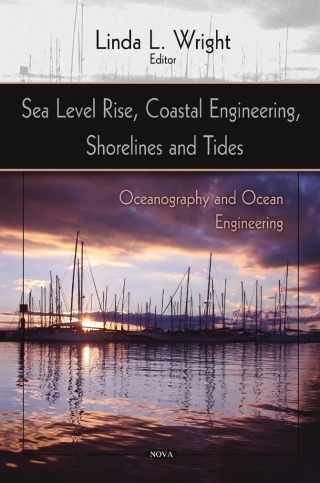 Linda L. Wright
Editor
Sea Level Rise, Coastal Engineering,
Shorelines and Tides
Oceanography and Ocean
Engineering
NOVA